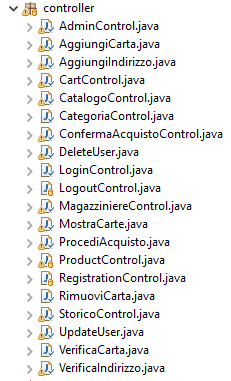 controller
AdminControl.java
AggiungiCarta.java
AggiungiIndirizzo.java
CartControl.java
CatalogoControl.java
CategoriaControl.java
ConfermaAcquistoControl.java
DeleteUser.java
LoginControl.java
LogoutControl.java
MagazziniereControl.java
MostraCarte.java
ProcediAcquisto.java
ProductControl.java
RegistrationControl.java
RimuoviCarta.java
StoricoControl.java
UpdateUser.java
VerificaCarta.java
VerificaIndirizzo.java